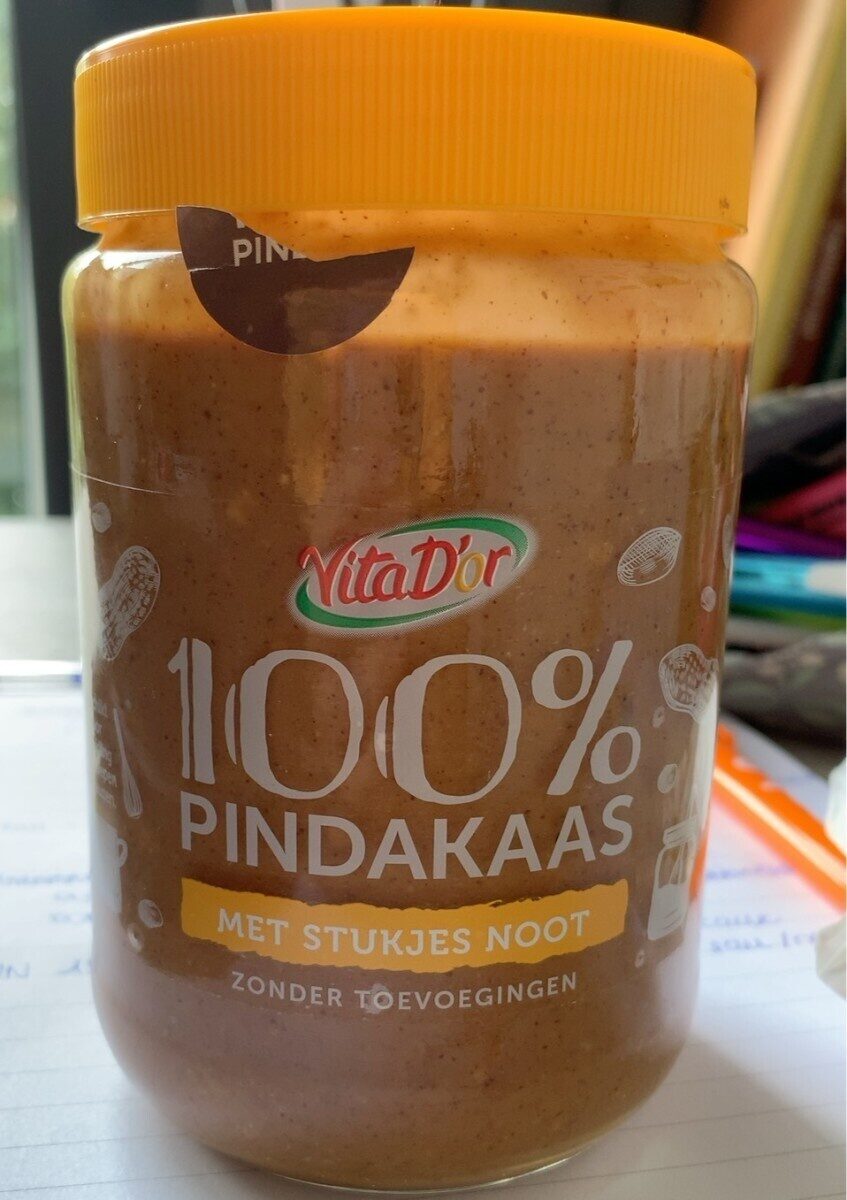 PIN
VitaD'or
100%
PINDAKAAS
MET STUKJES NOOT
ZONDER TOEVOEGINGEN